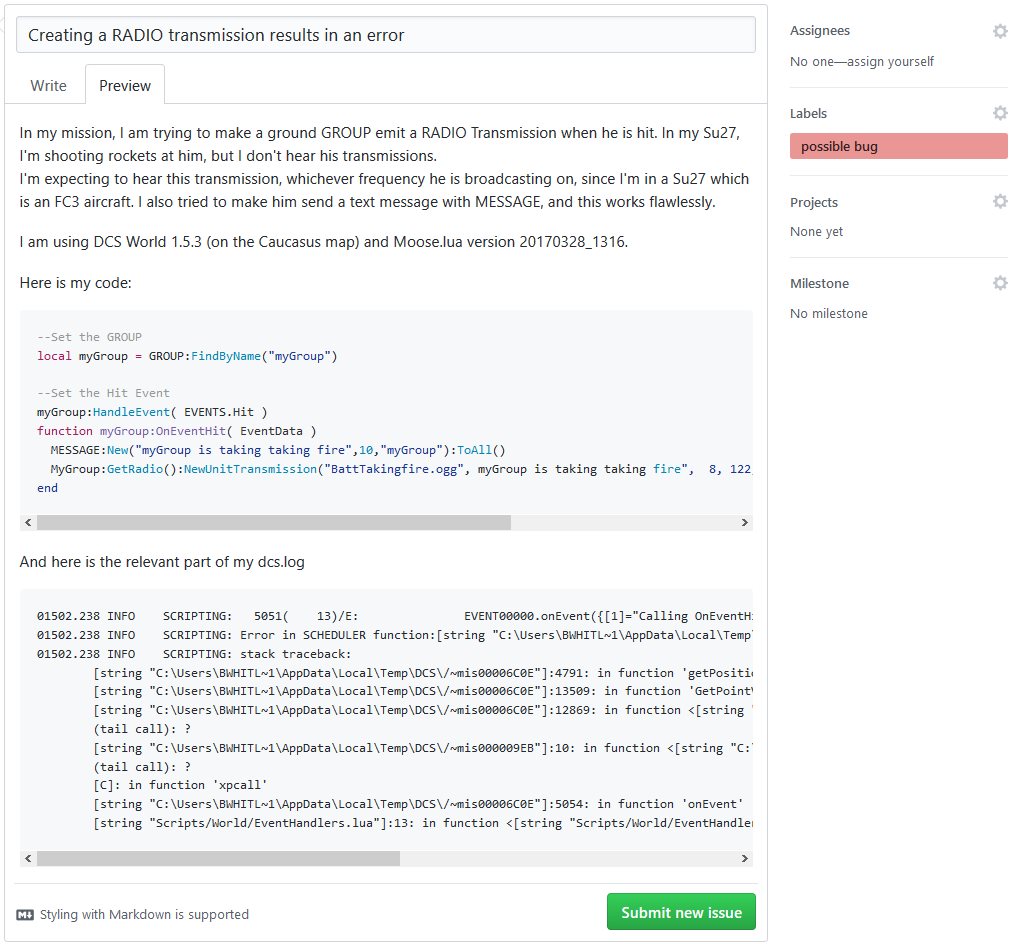 Creating a RADIO transmission results in an error
Write
Preview
In my mission, I am trying to make a ground GROUP emit a RADIO Transmission when he is hit. In my Su27,
I'm shooting rockets at him, but I don't hear his transmissions.
I'm expecting to hear this transmission, whichever frequency he is broadcasting on, since I'm in a Su27 which
is an FC3 aircraft. I also tried to make him send a text message with MESSAGE, and this works flawlessly.
I am using DCS World 1.5.3 (on the Caucasus map) and Moose.lua version 20170328_1316.
Here is my code:
--Set the GROUP
local myGroup = GROUP:FindByName("myGroup")
--Set the Hit Event
myGroup:HandleEvent( EVENTS.Hit )
function myGroup:OnEventHit( EventData )
MESSAGE:New("myGroup is taking taking fire",10,"myGroup"):ToAll()
MyGroup:GetRadio():NewUnitTransmission("BattTakingfire.ogg", myGroup is taking taking fire",  8, 122,
end
And here is the relevant part of my dcs.log
01502.238 INFO    SCRIPTING:   5051(    13)/E:               EVENT00000.onEvent({[1]="Calling OnEventHi
01502.238 INFO    SCRIPTING: Error in SCHEDULER function:[string "C:\Users\BWHITL~1\AppData\Local\Temp\
01502.238 INFO    SCRIPTING: stack traceback:
[string "C:\Users\BWHITL~1\AppData\Local\Temp\DCS\/~mis00006C0E"]:4791: in function 'getPositio
[string "C:\Users\BWHITL~1\AppData\Local\Temp\DCS\/~mis00006C0E"]:13509: in function 'GetPointV
[string "C:\Users\BWHITL~1\AppData\Local\Temp\DCS\/~mis00006C0E"]:12869: in function <[string "
(tail call): ?
[string "C:\Users\BWHITL~1\AppData\Local\Temp\DCS\/~mis000009EB"]:10: in function <[string "C:\
(tail call): ?
[C]: in function 'xpcall'
[string "C:\Users\BWHITL~1\AppData\Local\Temp\DCS\/~mis00006C0E"]:5054: in function 'onEvent'
[string "Scripts/World/EventHandlers.lua"]:13: in function <[string "Scripts/World/EventHandler
Styling with Markdown is supported
Submit new issue
Assignees
No one—assign yourself
Labels
possible bug
Projects
None yet
Milestone
No milestone